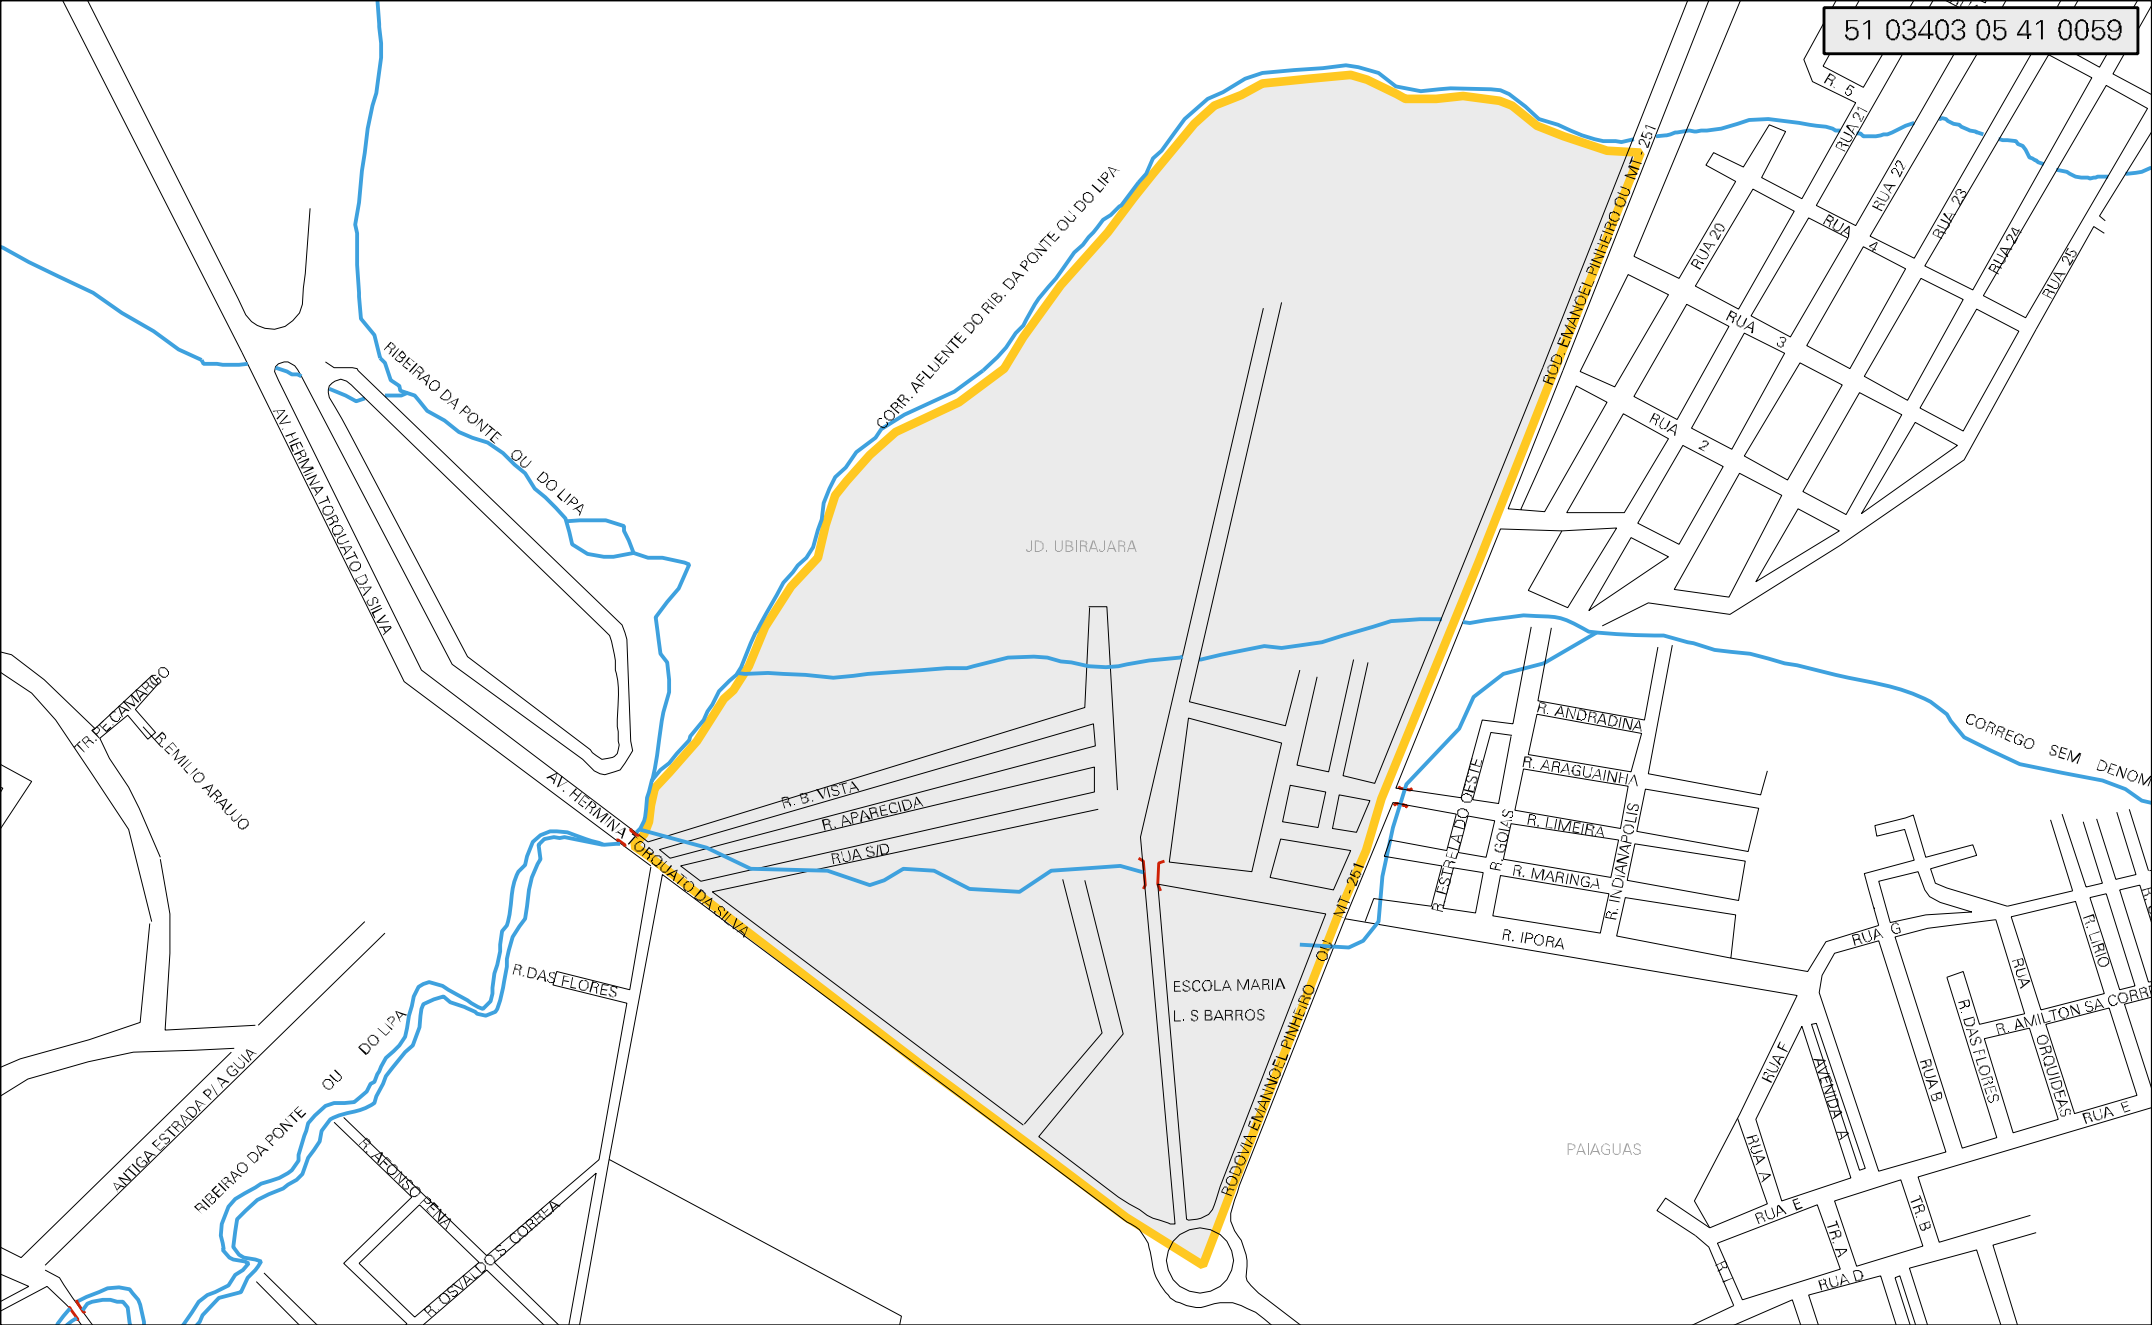 51 03403 05 41 0059
R. 5
RUA 21
RUA 22
RUA 23
RUA 24
RUA 25
RUA 20
RUA 4
RUA 3
RUA 2
ROD. EMANOEL PINHEIRO OU MT - 251
CORR. AFLUENTE DO RIB. DA PONTE OU DO LIPA
RIBEIRAO DA PONTE OU DO LIPA
AV. HERMINA TORQUATO DA SILVA
JD. UBIRAJARA
TR.PE.CAMARGO
R.EMILIO ARAUJO
AV. HERMINA TORQUATO DA SILVA
R. B. VISTA
R. APARECIDA
RUA S/D
R. ANDRADINA
R. ARAGUAINHA
R. LIMEIRA
R. MARINGA
R. IPORA
R. ESTRELA DO OESTE
R. GOIAS
R. INDIANAPOLIS
CORREGO SEM DENOM
MT - 251
RODOVIA EMANNOEL PINHEIRO OU
ESCOLA MARIA
L. S BARROS
R.DAS FLORES
ANTIGA ESTRADA P/ A GUIA
RIBEIRAO DA PONTE OU DO LIPA
R. AFONSO PENA
R. OSVALDO S. CORREA
PAIAGUAS
RUA G
R. LIRIO
RUA
ORQUIDEAS
R. DAS FLORES
R. AMILTON SA CORRE
RUA F
AVENIDA A
RUA B
RUA E
RUA A
RUA E
TR. A
TR. B
RUA D
R. I